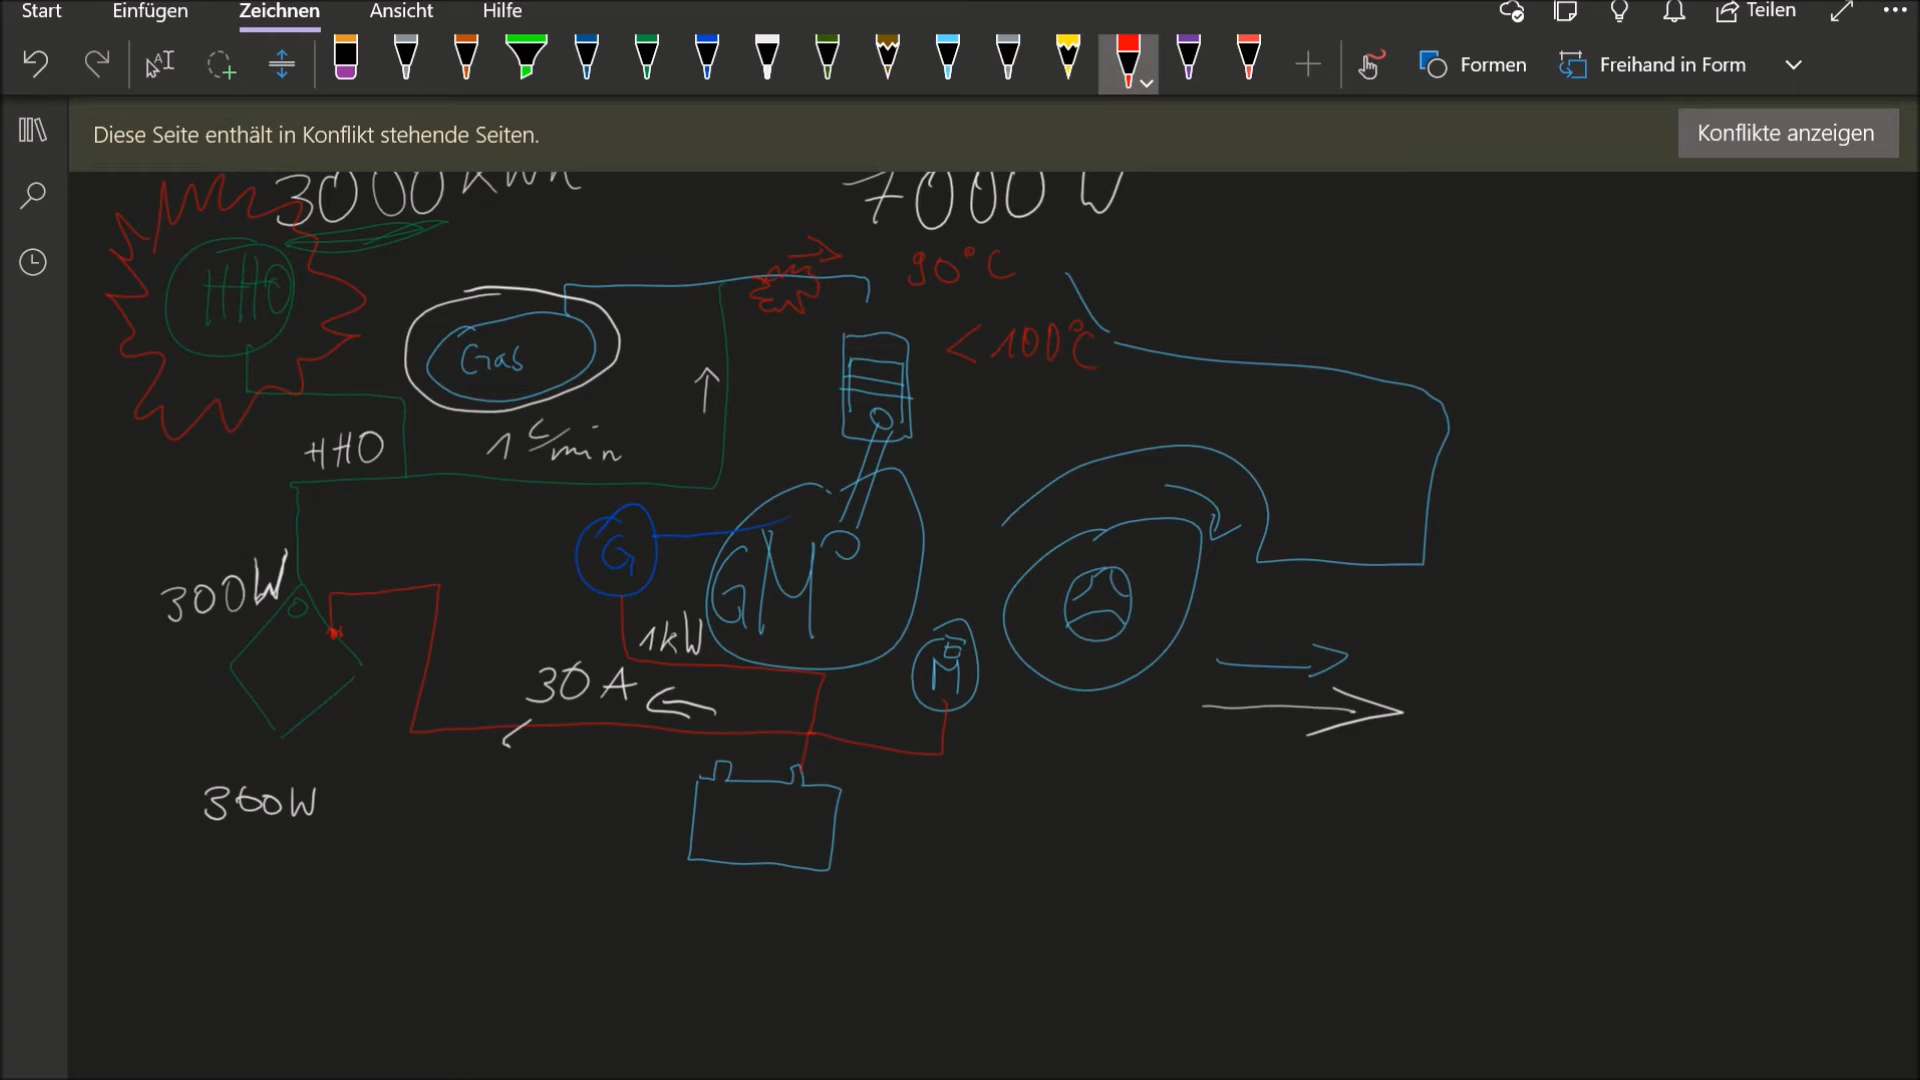 Start Einfügen Zeichnen Ansicht Hilfe Teilen
Formen Freihand in Form
Diese Seite enthält in Konflikt stehende Seiten. Konflikte anzeigen
3000 kWh 7000 W
HHO
90°C
Gas
< 100°C
HHO
1 L/min
G
GM
300W
1kW
30A
M
300W